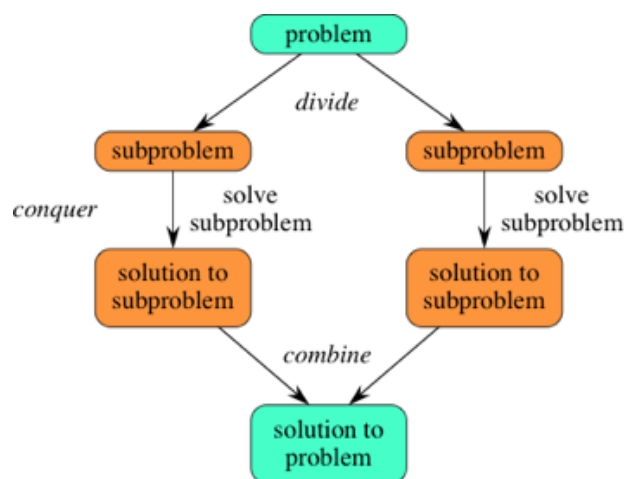 problem
divide
subproblem
subproblem
conquer
solve
subproblem
solve
subproblem
solution to
subproblem
solution to
subproblem
combine
solution to
problem